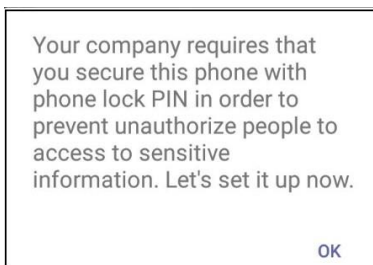 Your company requires that
you secure this phone with
phone lock PIN in order to
prevent unauthorize people to
access to sensitive
information. Let's set it up now.
OK